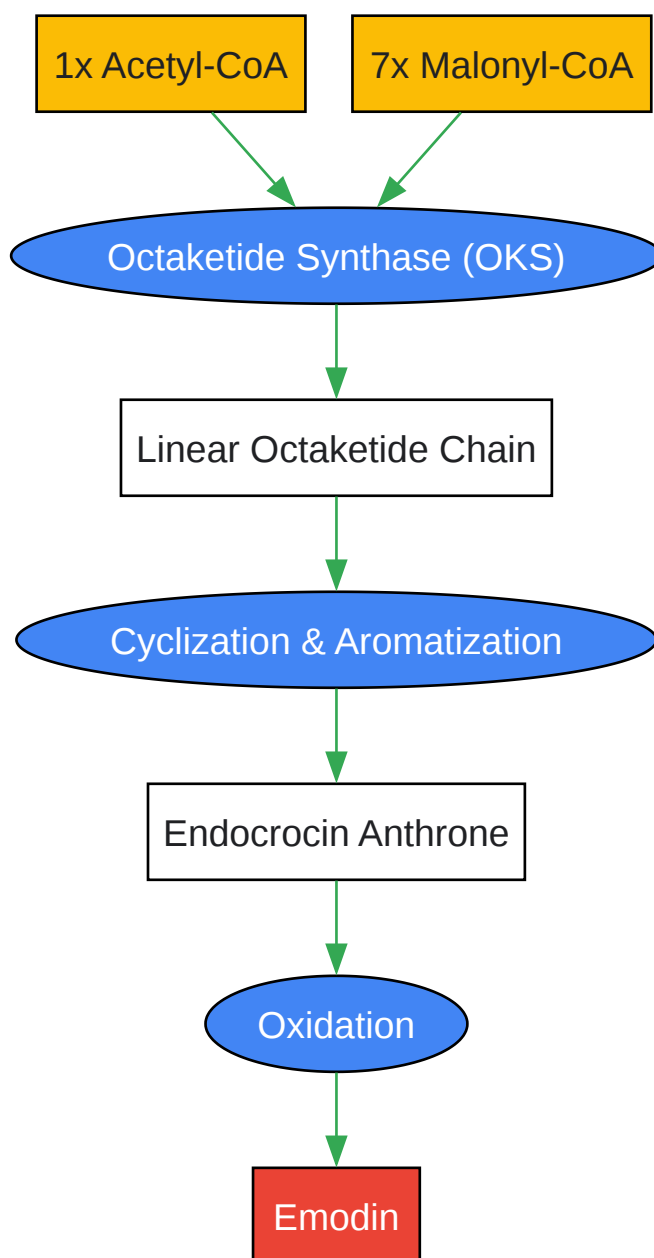 1x Acetyl-CoA
7x Malonyl-CoA
Octaketide Synthase (OKS)
Linear Octaketide Chain
Cyclization & Aromatization
Endocrocin Anthrone
Oxidation
Emodin